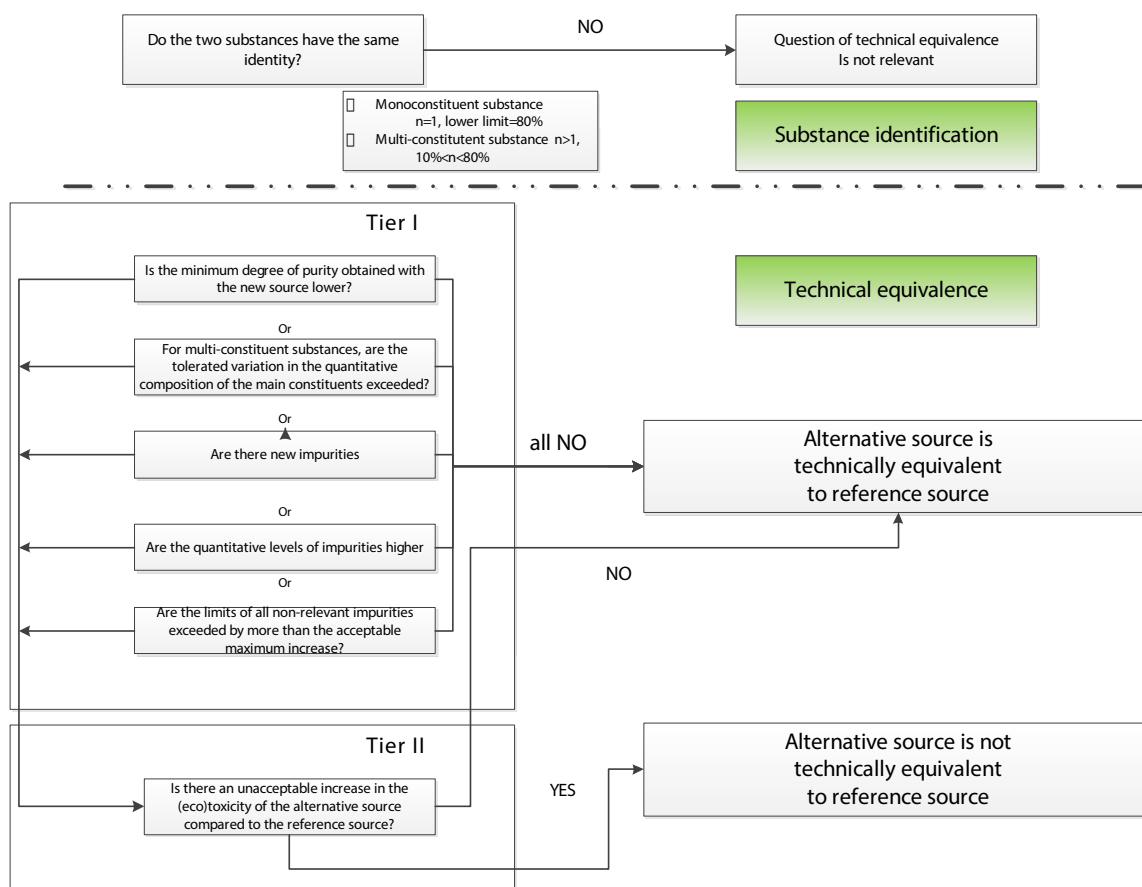 Do the two substances have the same
identity?
NO
Question of technical equivalence
Is not relevant
Monoconstituent substance
n=1, lower limit=80%
Multi-constitutent substance n>1,
10%<n<80%
Substance identification
Tier I
Is the minimum degree of purity obtained with
the new source lower?
Technical equivalence
Or
For multi-constituent substances, are the
tolerated variation in the quantitative
composition of the main constituents exceeded?
Or
Are there new impurities
all NO
Alternative source is
technically equivalent
to reference source
Or
Are the quantitative levels of impurities higher
NO
Or
Are the limits of all non-relevant impurities
exceeded by more than the acceptable
maximum increase?
Tier II
Is there an unacceptable increase in the
(eco)toxicity of the alternative source
compared to the reference source?
YES
Alternative source is not
technically equivalent
to reference source